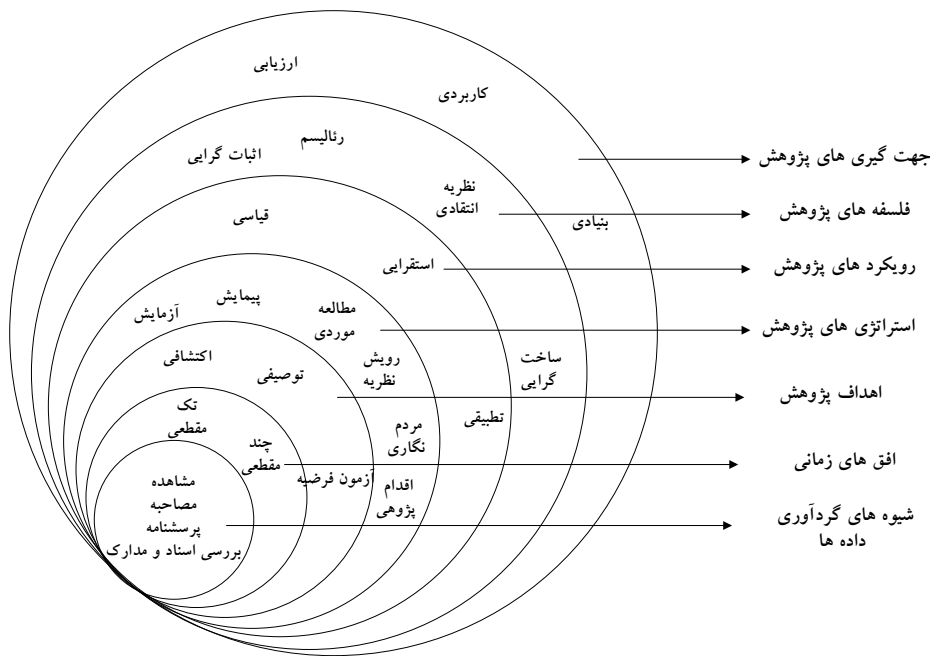 ارزیابی
کاربردی
بنیادی
جهت گیری های پژوهش
رئالیسم
اثبات گرایی
نظریه
انتقادی
ساخت
گرایی
فلسفه های پژوهش
قیاسی
استقرایی
تطبیقی
رویکرد های پژوهش
آزمایش
پیمایش
مطالعه
موردی
رویش
نظریه
مردم
نگاری
اقدام
پژوهی
استراتژی های پژوهش
اکتشافی
توصیفی
آزمون فرضیه
اهداف پژوهش
تک
مقطعی
چند
مقطعی
افق های زمانی
مشاهده
مصاحبه
پرسشنامه
بررسی اسناد و مدارک
شیوه های گردآوری
داده ها